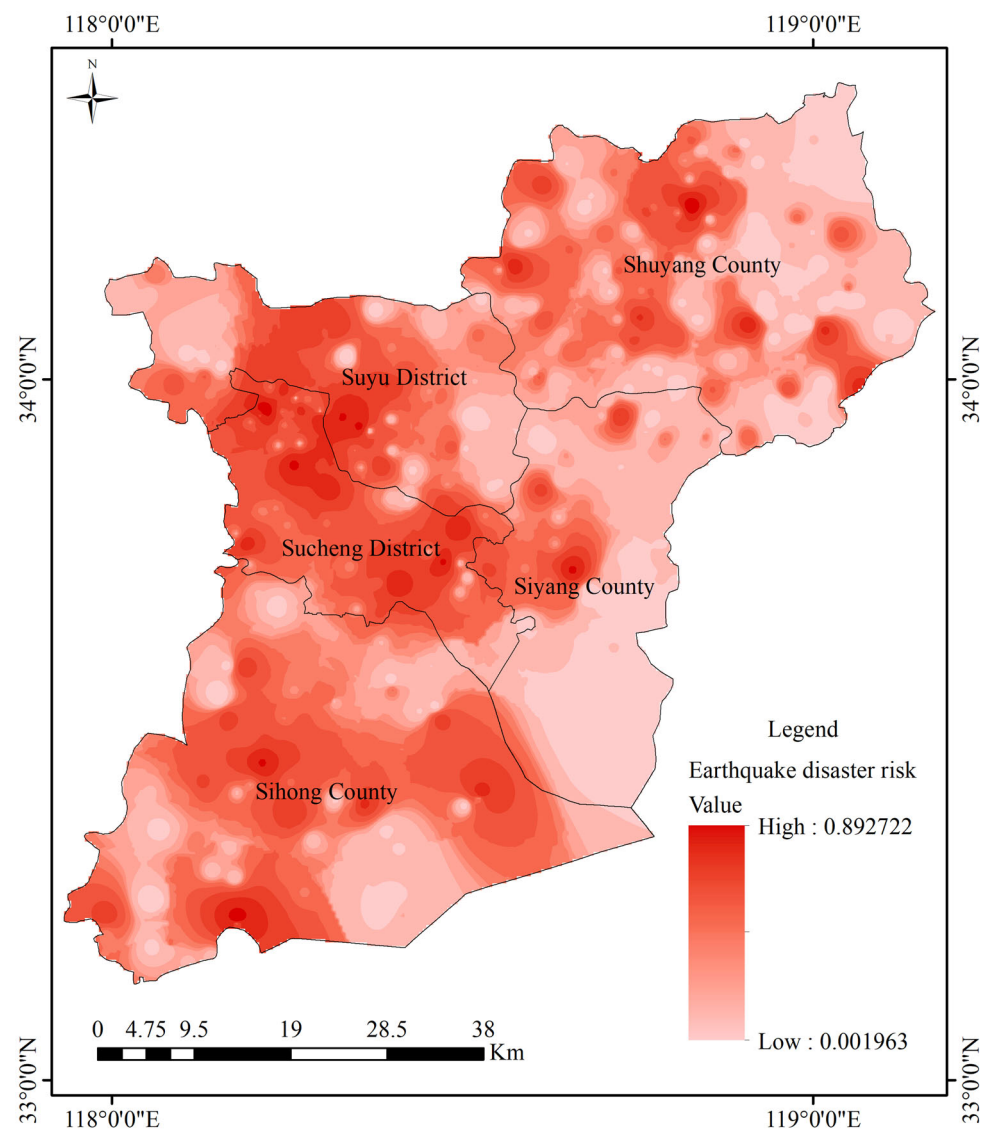 118°0'0"E
119°0'0"E
N
Shuyang County
34°0'0"N
34°0'0"N
Suyu District
Sucheng District
Siyang County
Legend
Earthquake disaster risk
Value
High : 0.892722
Low : 0.001963
Sihong County
0 4.75 9.5 19 28.5 38
Km
33°0'0"N
33°0'0"N
118°0'0"E
119°0'0"E